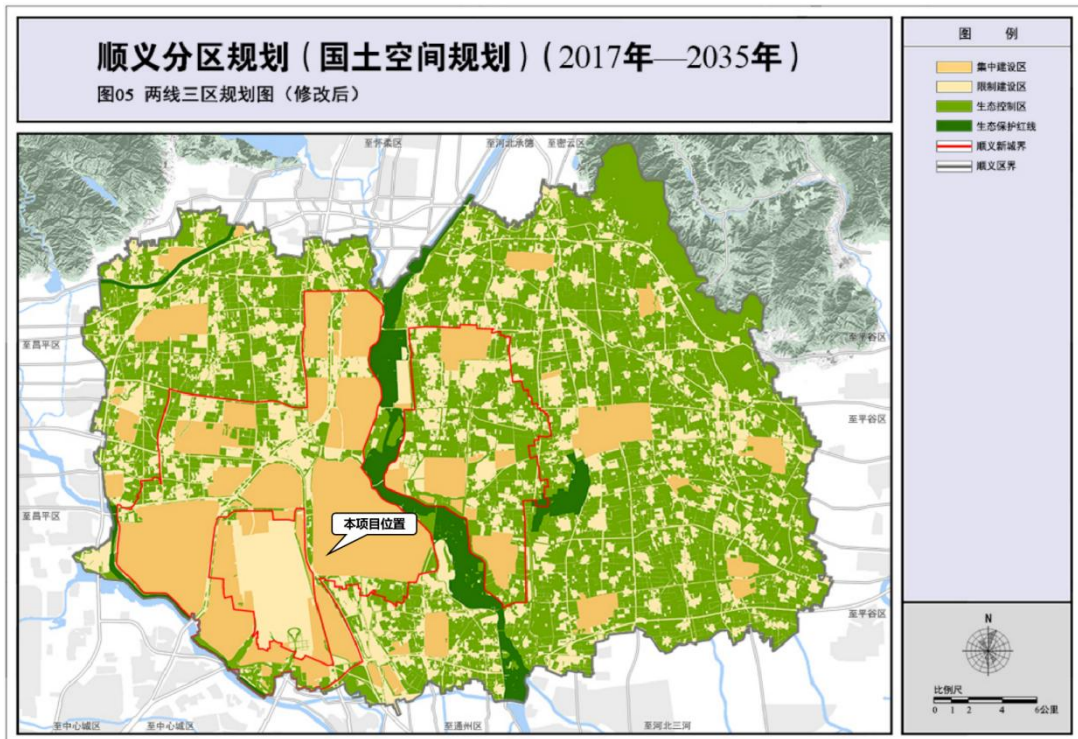 顺义分区规划（国土空间规划）（2017年—2035年）
图05 两线三区规划图（修改后）
图 例
集中建设区
限制建设区
生态控制区
生态保护红线
顺义新城界
顺义区界
至怀柔区
至河北承德
至密云区
至昌平区
至平谷区
至平谷区
至昌平区
本项目位置
至平谷区
至中心城区
至中心城区
至通州区
至河北三河
N
比例尺
0 1 2 4 6公里